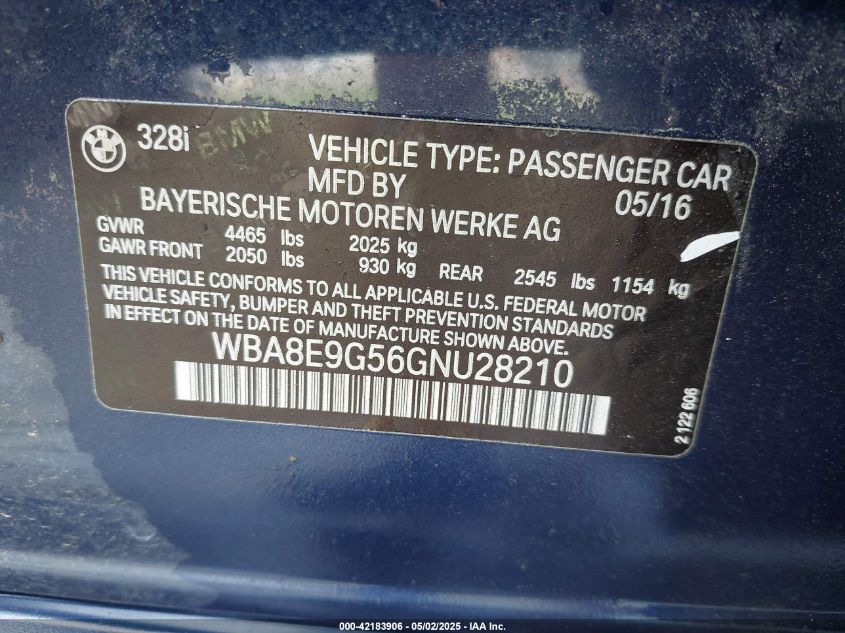 328i
BMW
VEHICLE TYPE: PASSENGER CAR
MFD BY
05/16
BAYERISCHE MOTOREN WERKE AG
GVWR 4465 lbs 2025 kg
GAWR FRONT 2050 lbs 930 kg REAR 2545 lbs 1154 kg
THIS VEHICLE CONFORMS TO ALL APPLICABLE U.S. FEDERAL MOTOR
VEHICLE SAFETY, BUMPER AND THEFT PREVENTION STANDARDS
IN EFFECT ON THE DATE OF MANUFACTURE SHOWN ABOVE.
WBA8E9G56GNU28210
2 122 606
000-42183906 - 05/02/2025 - IAA Inc.